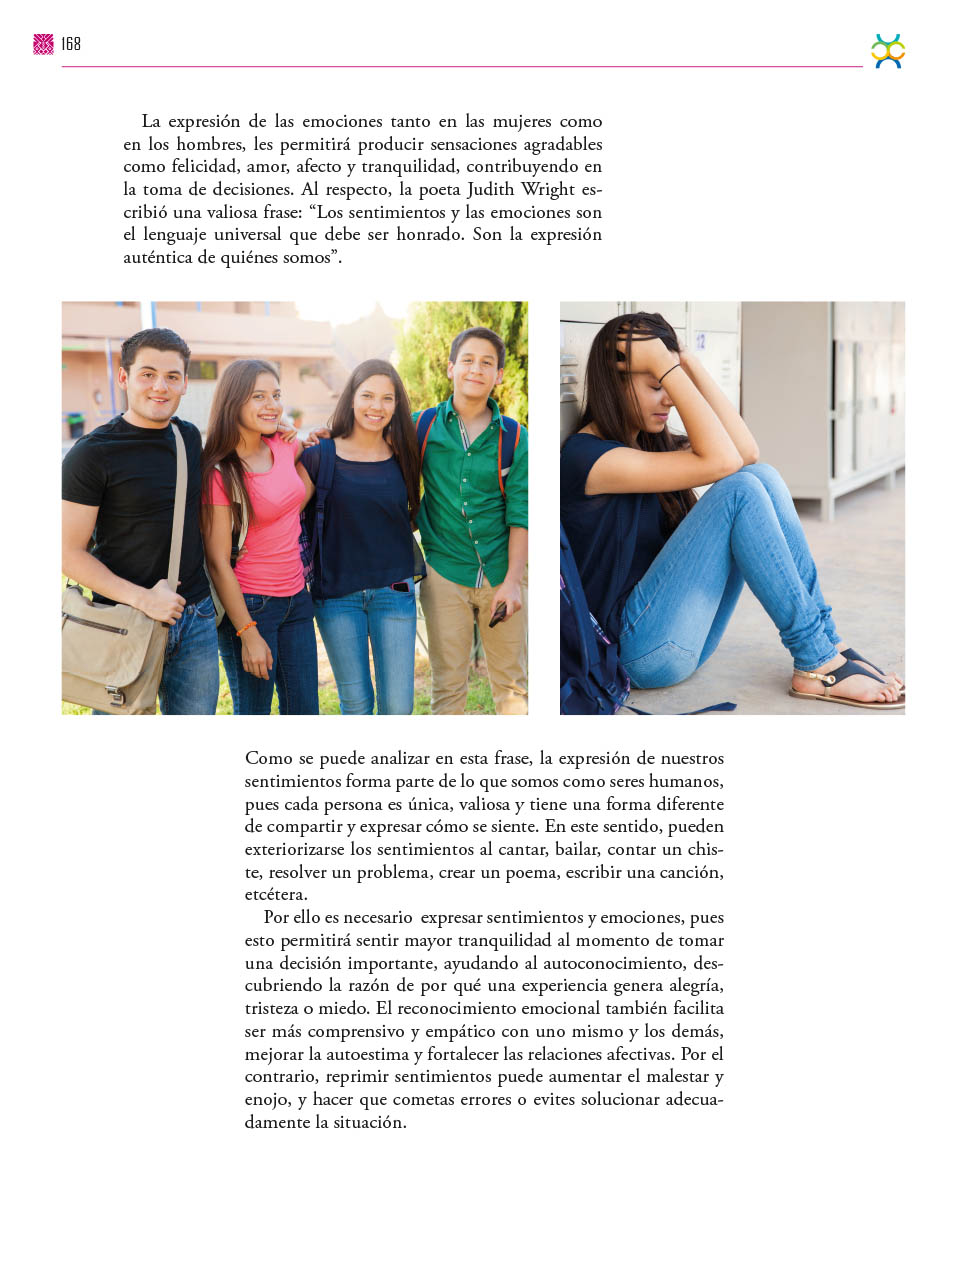 168
La expresión de las emociones tanto en las mujeres como
en los hombres, les permitirá producir sensaciones agradables
como felicidad, amor, afecto y tranquilidad, contribuyendo en
la toma de decisiones. Al respecto, la poeta Judith Wright es-
cribió una valiosa frase: “Los sentimientos y las emociones son
el lenguaje universal que debe ser honrado. Son la expresión
auténtica de quiénes somos”.
12
Como se puede analizar en esta frase, la expresión de nuestros
sentimientos forma parte de lo que somos como seres humanos,
pues cada persona es única, valiosa y tiene una forma diferente
de compartir y expresar cómo se siente. En este sentido, pueden
exteriorizarse los sentimientos al cantar, bailar, contar un chis-
te, resolver un problema, crear un poema, escribir una canción,
etcétera.
Por ello es necesario expresar sentimientos y emociones, pues
esto permitirá sentir mayor tranquilidad al momento de tomar
una decisión importante, ayudando al autoconocimiento, des-
cubriendo la razón de por qué una experiencia genera alegría,
tristeza o miedo. El reconocimiento emocional también facilita
ser más comprensivo y empático con uno mismo y los demás,
mejorar la autoestima y fortalecer las relaciones afectivas. Por el
contrario, reprimir sentimientos puede aumentar el malestar y
enojo, y hacer que cometas errores o evites solucionar adecua-
damente la situación.